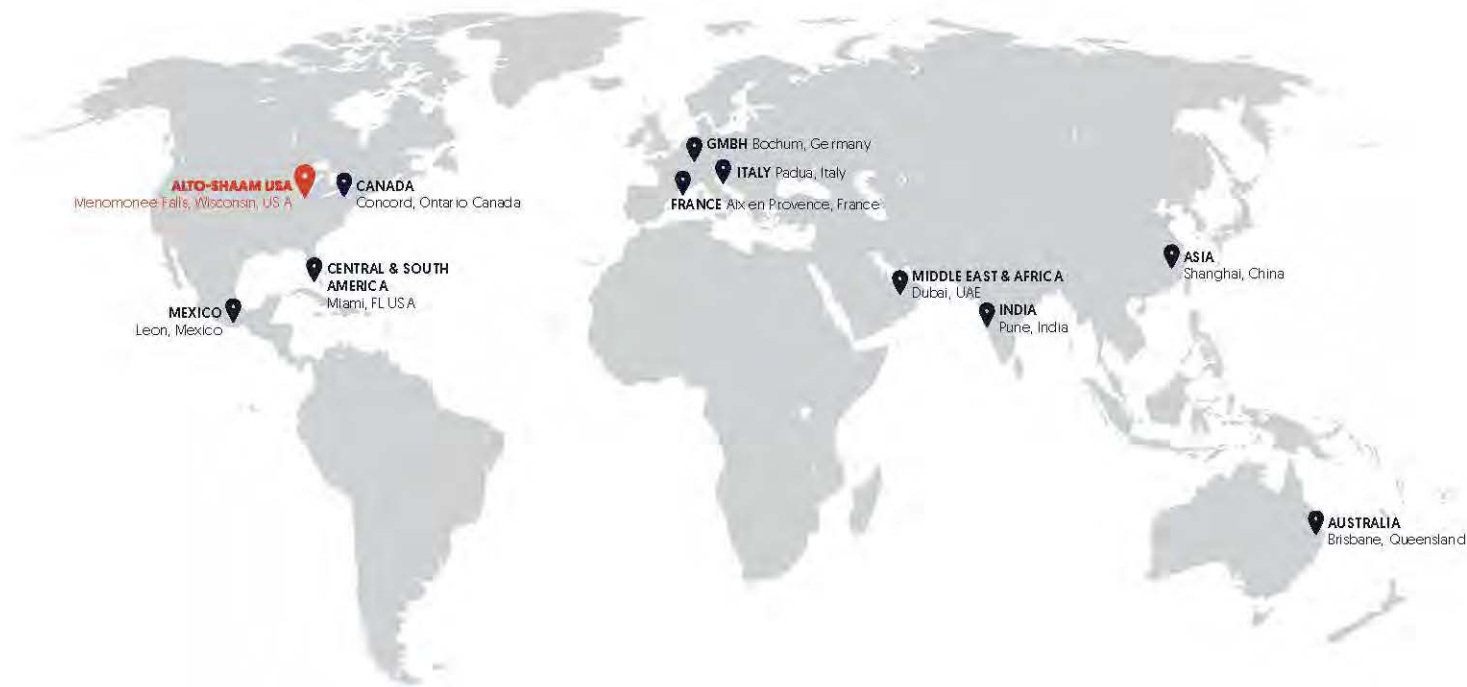 GMBH Bochum, Germany
ITALY Padua, Italy
FRANCE Aix en Provence, France
ALTO-SHAAM USA
Menomonee Falls, Wisconsin, USA
CANADA
Concord, Ontario Canada
CENTRAL & SOUTH
AMERICA
Miami, FL USA
MEXICO
Leon, Mexico
MIDDLE EAST & AFRICA
Dubai, UAE
INDIA
Pune, India
ASIA
Shanghai, China
AUSTRALIA
Brisbane, Queensland